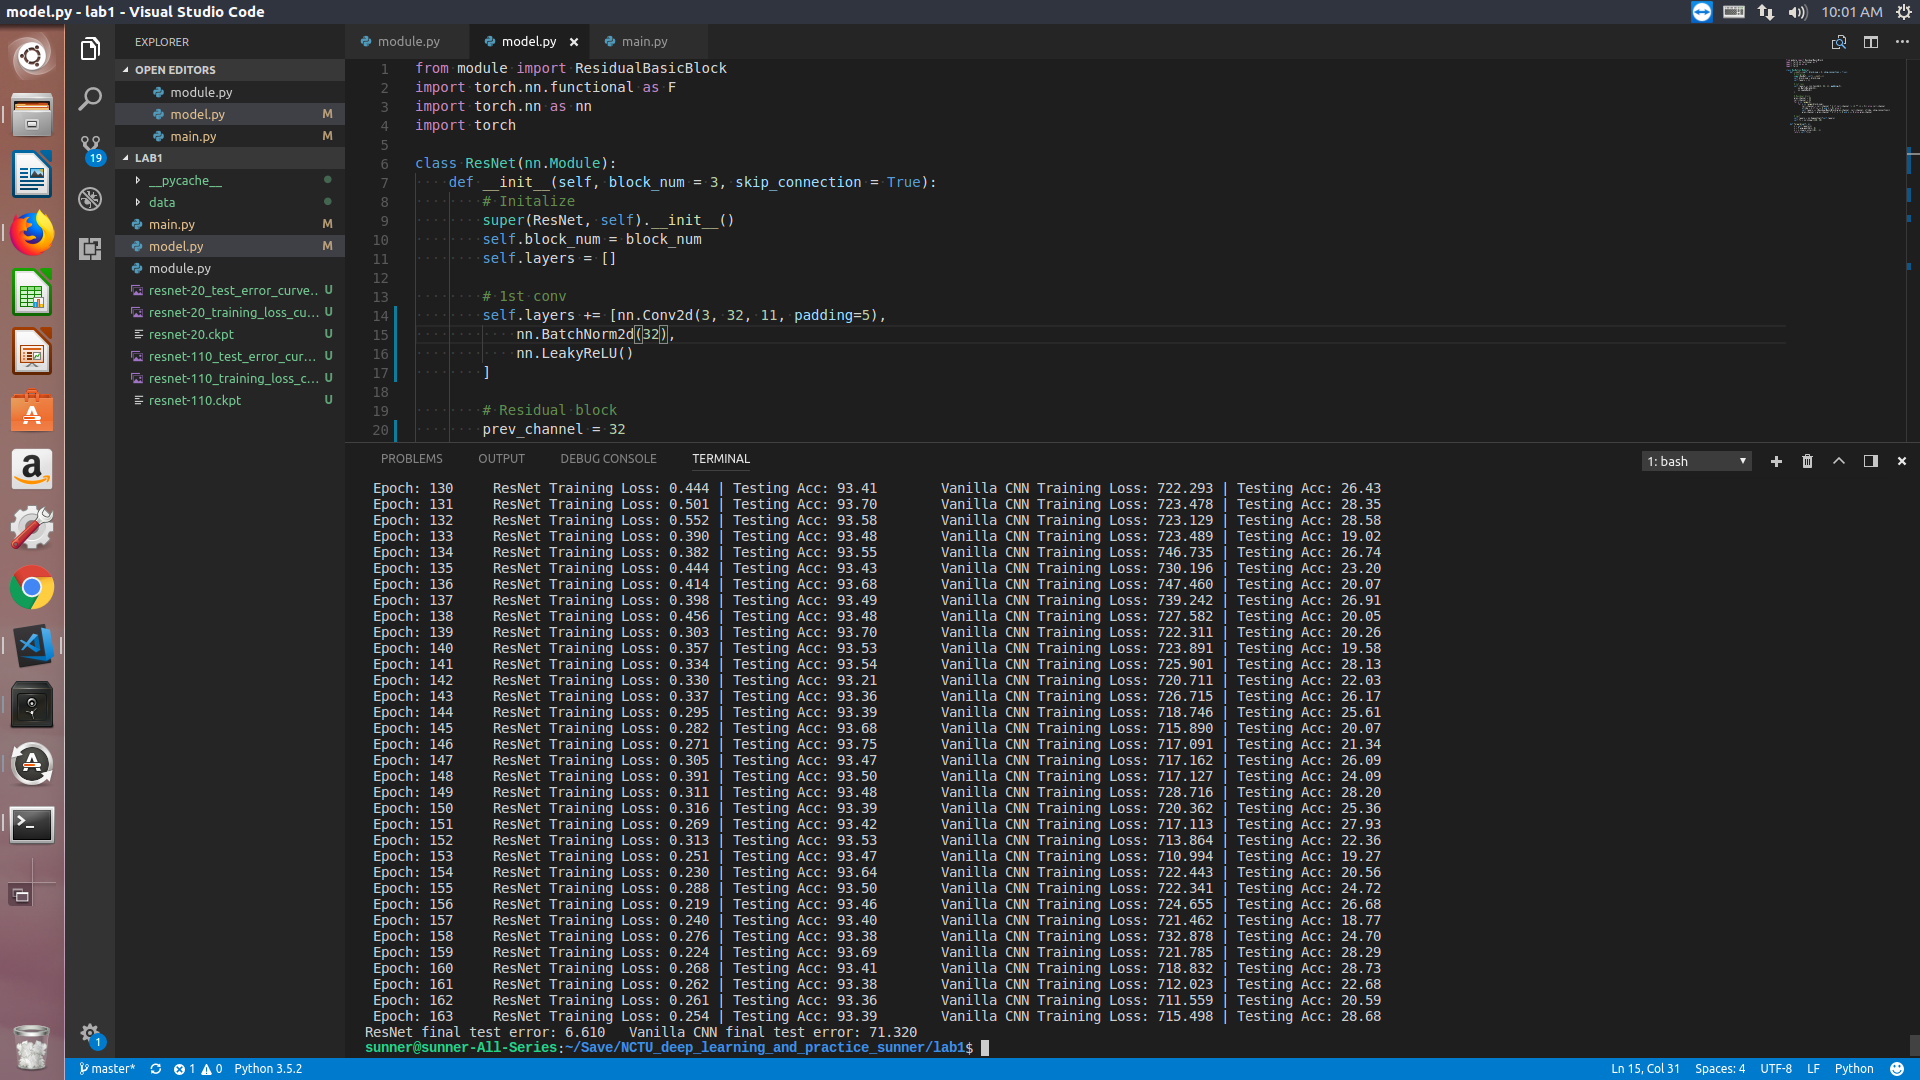 model.py - lab1 - Visual Studio Code
10:01 AM
EXPLORER
OPEN EDITORS
module.py
model.py M
main.py M
LAB1
__pycache__
data
main.py M
model.py M
module.py
resnet-20_test_error_curve... U
resnet-20_training_loss_cu... U
resnet-20.ckpt U
resnet-110_test_error_cur... U
resnet-110_training_loss_c... U
resnet-110.ckpt U
19
1
module.py
model.py
main.py
1 from module import ResidualBasicBlock
2 import torch.nn.functional as F
3 import torch.nn as nn
4 import torch
5
6 class ResNet(nn.Module):
7 def __init__(self, block_num = 3, skip_connection = True):
8 # Initalize
9 super(ResNet, self).__init__()
10 self.block_num = block_num
11 self.layers = []
12
13 # 1st conv
14 self.layers += [nn.Conv2d(3, 32, 11, padding=5),
15 nn.BatchNorm2d(32),
16 nn.LeakyReLU()
17 ]
18
19 # Residual block
20 prev_channel = 32
PROBLEMS OUTPUT DEBUG CONSOLE TERMINAL
1: bash
Epoch: 130 ResNet Training Loss: 0.444 | Testing Acc: 93.41 Vanilla CNN Training Loss: 722.293 | Testing Acc: 26.43
Epoch: 131 ResNet Training Loss: 0.501 | Testing Acc: 93.70 Vanilla CNN Training Loss: 723.478 | Testing Acc: 28.35
Epoch: 132 ResNet Training Loss: 0.552 | Testing Acc: 93.58 Vanilla CNN Training Loss: 723.129 | Testing Acc: 28.58
Epoch: 133 ResNet Training Loss: 0.390 | Testing Acc: 93.48 Vanilla CNN Training Loss: 723.489 | Testing Acc: 19.02
Epoch: 134 ResNet Training Loss: 0.382 | Testing Acc: 93.55 Vanilla CNN Training Loss: 746.735 | Testing Acc: 26.74
Epoch: 135 ResNet Training Loss: 0.444 | Testing Acc: 93.43 Vanilla CNN Training Loss: 730.196 | Testing Acc: 23.20
Epoch: 136 ResNet Training Loss: 0.414 | Testing Acc: 93.68 Vanilla CNN Training Loss: 747.460 | Testing Acc: 20.07
Epoch: 137 ResNet Training Loss: 0.398 | Testing Acc: 93.49 Vanilla CNN Training Loss: 739.242 | Testing Acc: 26.91
Epoch: 138 ResNet Training Loss: 0.456 | Testing Acc: 93.48 Vanilla CNN Training Loss: 727.582 | Testing Acc: 20.05
Epoch: 139 ResNet Training Loss: 0.303 | Testing Acc: 93.70 Vanilla CNN Training Loss: 722.311 | Testing Acc: 20.26
Epoch: 140 ResNet Training Loss: 0.357 | Testing Acc: 93.53 Vanilla CNN Training Loss: 723.891 | Testing Acc: 19.58
Epoch: 141 ResNet Training Loss: 0.334 | Testing Acc: 93.54 Vanilla CNN Training Loss: 725.901 | Testing Acc: 28.13
Epoch: 142 ResNet Training Loss: 0.330 | Testing Acc: 93.21 Vanilla CNN Training Loss: 720.711 | Testing Acc: 22.03
Epoch: 143 ResNet Training Loss: 0.337 | Testing Acc: 93.36 Vanilla CNN Training Loss: 726.715 | Testing Acc: 26.17
Epoch: 144 ResNet Training Loss: 0.295 | Testing Acc: 93.39 Vanilla CNN Training Loss: 718.746 | Testing Acc: 25.61
Epoch: 145 ResNet Training Loss: 0.282 | Testing Acc: 93.68 Vanilla CNN Training Loss: 715.890 | Testing Acc: 20.07
Epoch: 146 ResNet Training Loss: 0.271 | Testing Acc: 93.75 Vanilla CNN Training Loss: 717.091 | Testing Acc: 21.34
Epoch: 147 ResNet Training Loss: 0.305 | Testing Acc: 93.47 Vanilla CNN Training Loss: 717.162 | Testing Acc: 26.09
Epoch: 148 ResNet Training Loss: 0.391 | Testing Acc: 93.50 Vanilla CNN Training Loss: 717.127 | Testing Acc: 24.09
Epoch: 149 ResNet Training Loss: 0.311 | Testing Acc: 93.48 Vanilla CNN Training Loss: 728.716 | Testing Acc: 28.20
Epoch: 150 ResNet Training Loss: 0.316 | Testing Acc: 93.39 Vanilla CNN Training Loss: 720.362 | Testing Acc: 25.36
Epoch: 151 ResNet Training Loss: 0.269 | Testing Acc: 93.42 Vanilla CNN Training Loss: 717.113 | Testing Acc: 27.93
Epoch: 152 ResNet Training Loss: 0.313 | Testing Acc: 93.53 Vanilla CNN Training Loss: 713.864 | Testing Acc: 22.36
Epoch: 153 ResNet Training Loss: 0.251 | Testing Acc: 93.47 Vanilla CNN Training Loss: 710.994 | Testing Acc: 19.27
Epoch: 154 ResNet Training Loss: 0.230 | Testing Acc: 93.64 Vanilla CNN Training Loss: 722.443 | Testing Acc: 20.56
Epoch: 155 ResNet Training Loss: 0.288 | Testing Acc: 93.50 Vanilla CNN Training Loss: 722.341 | Testing Acc: 24.72
Epoch: 156 ResNet Training Loss: 0.219 | Testing Acc: 93.46 Vanilla CNN Training Loss: 724.655 | Testing Acc: 26.68
Epoch: 157 ResNet Training Loss: 0.240 | Testing Acc: 93.40 Vanilla CNN Training Loss: 721.462 | Testing Acc: 18.77
Epoch: 158 ResNet Training Loss: 0.276 | Testing Acc: 93.38 Vanilla CNN Training Loss: 732.878 | Testing Acc: 24.70
Epoch: 159 ResNet Training Loss: 0.224 | Testing Acc: 93.69 Vanilla CNN Training Loss: 721.785 | Testing Acc: 28.29
Epoch: 160 ResNet Training Loss: 0.268 | Testing Acc: 93.41 Vanilla CNN Training Loss: 718.832 | Testing Acc: 28.73
Epoch: 161 ResNet Training Loss: 0.262 | Testing Acc: 93.38 Vanilla CNN Training Loss: 712.023 | Testing Acc: 22.68
Epoch: 162 ResNet Training Loss: 0.261 | Testing Acc: 93.36 Vanilla CNN Training Loss: 711.559 | Testing Acc: 20.59
Epoch: 163 ResNet Training Loss: 0.254 | Testing Acc: 93.39 Vanilla CNN Training Loss: 715.498 | Testing Acc: 28.68
ResNet final test error: 6.610 Vanilla CNN final test error: 71.320
sunner@sunner-All-Series:~/Save/NCTU_deep_learning_and_practice_sunner/lab1$
master* 1 0 Python 3.5.2 Ln 15, Col 31 Spaces: 4 UTF-8 LF Python